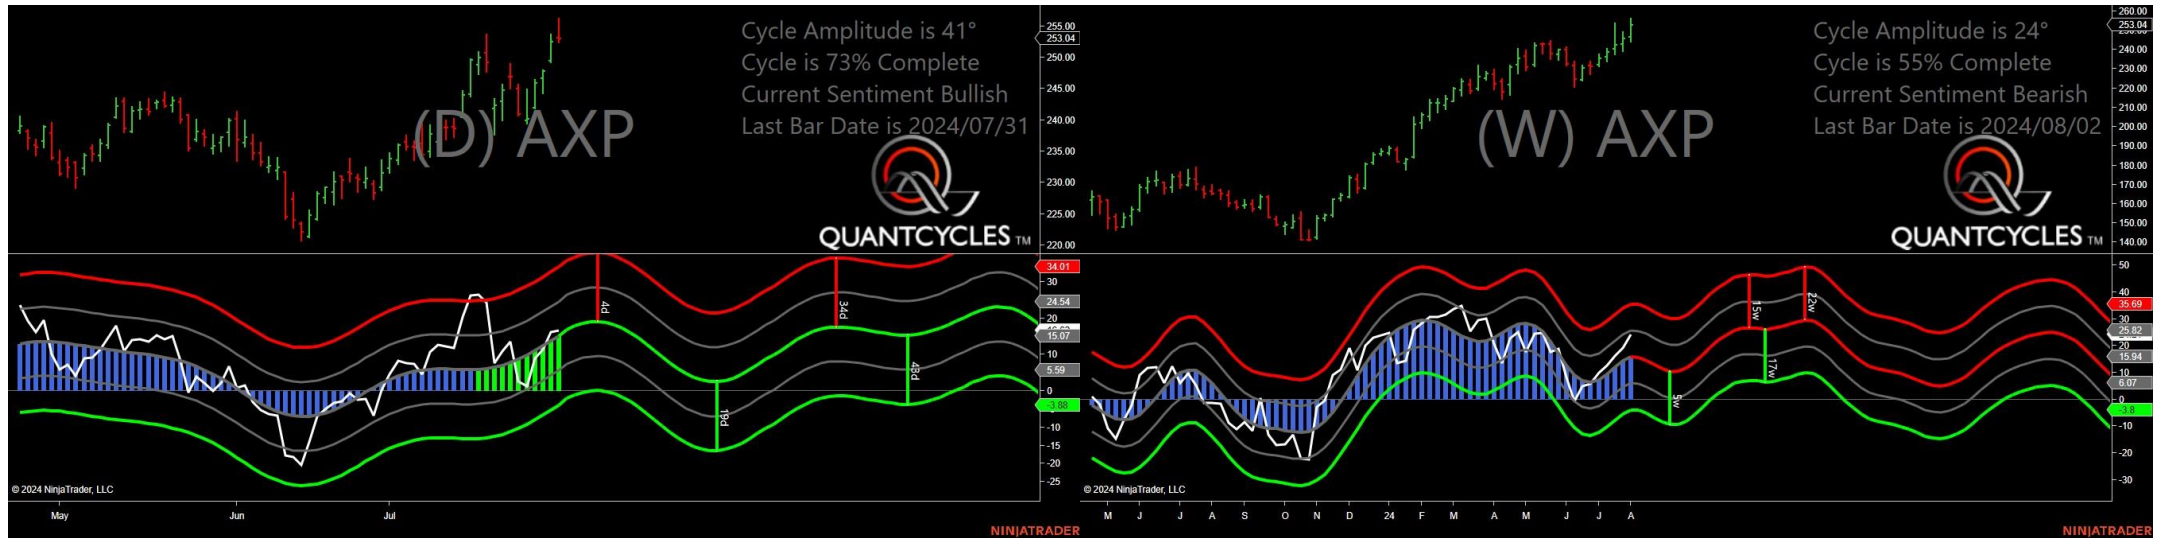 Cycle Amplitude is 41°
Cycle is 73% Complete
Current Sentiment Bullish
Last Bar Date is 2024/07/31
(D) AXP
QUANTCYCLES TM
255.00
253.04
250.00
245.00
240.00
235.00
230.00
225.00
220.00
34.01
30
24.54
20
15.07
10
5.59
0
-3.88
-10
-15
-20
-25
4d
19d
34d
43d
© 2024 NinjaTrader, LLC
May Jun Jul
NINJATRADER
Cycle Amplitude is 24°
Cycle is 55% Complete
Current Sentiment Bearish
Last Bar Date is 2024/08/02
(W) AXP
QUANTCYCLES TM
260.00
253.04
240.00
230.00
220.00
210.00
200.00
190.00
180.00
170.00
160.00
150.00
140.00
50
40
35.69
30
25.82
20
15.94
10
6.07
0
-3.8
-10
-20
-30
5w
15w
17w
22w
© 2024 NinjaTrader, LLC
M J J A S O N D 24 F M A M J J A
NINJATRADER